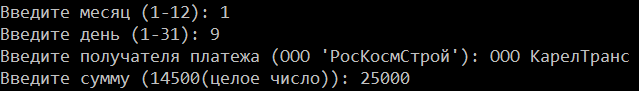 Введите месяц (1-12): 1
Введите день (1-31): 9
Введите получателя платежа (ООО 'РосКосмСтрой'): ООО КарелТранс
Введите сумму (14500(целое число)): 25000